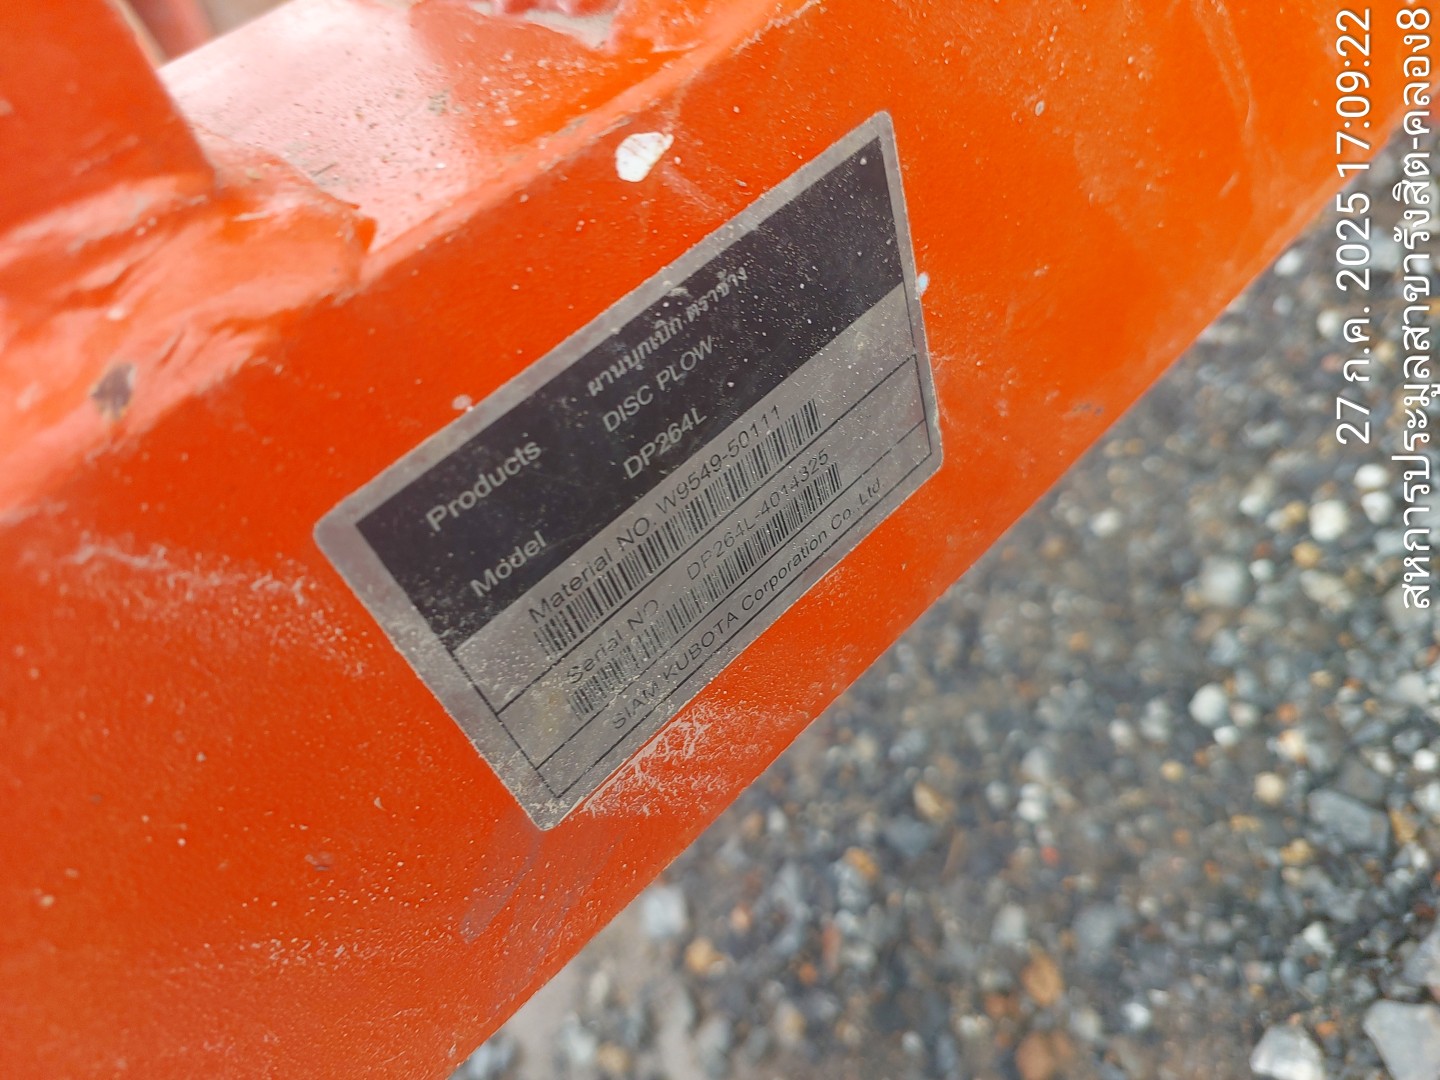 Products ผานบุกเบิก ตราช้าง
DISC PLOW
Model DP264L
Material NO. W9549-50111
Serial NO DP264L-4014325
SIAM KUBOTA Corporation Co.,Ltd
27 ก.ค. 2025 17:09:22
สหการประมูลสาขารังสิต-คลอง8